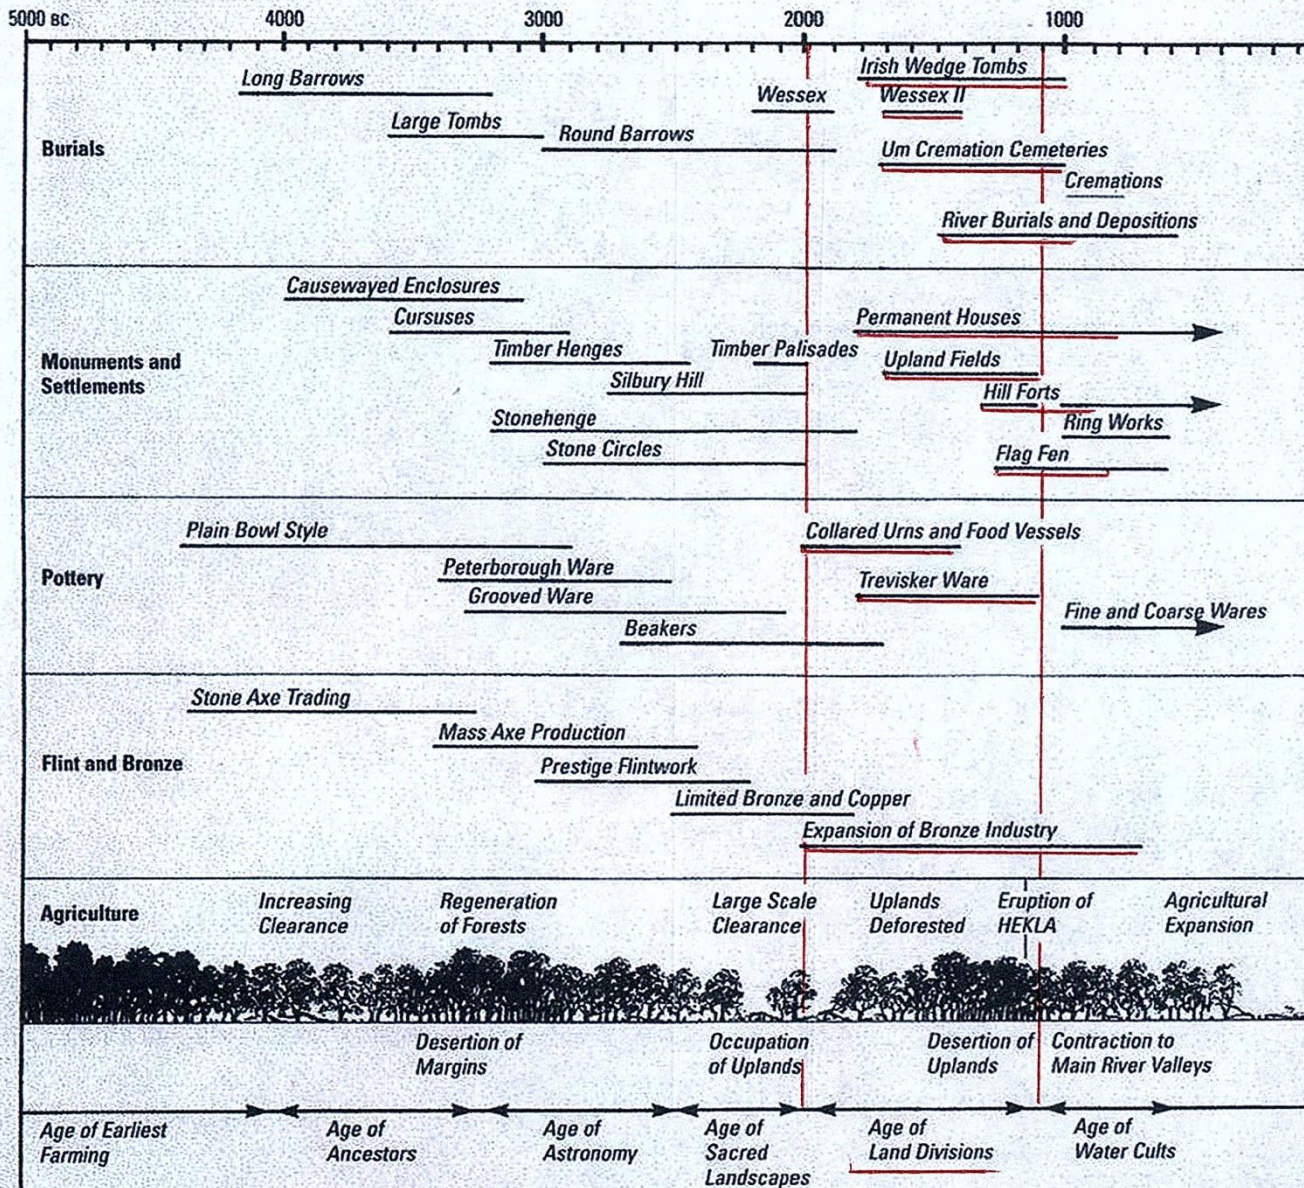 5000 BC 4000 3000 2000 1000
Burials
Long Barrows
Large Tombs
Round Barrows
Wessex
Irish Wedge Tombs
Wessex II
Um Cremation Cemeteries
Cremations
River Burials and Depositions
Monuments and
Settlements
Causewayed Enclosures
Cursuses
Timber Henges
Timber Palisades
Silbury Hill
Stonehenge
Stone Circles
Permanent Houses
Upland Fields
Hill Forts
Ring Works
Flag Fen
Pottery
Plain Bowl Style
Peterborough Ware
Grooved Ware
Beakers
Collared Urns and Food Vessels
Trevisker Ware
Fine and Coarse Wares
Flint and Bronze
Stone Axe Trading
Mass Axe Production
Prestige Flintwork
Limited Bronze and Copper
Expansion of Bronze Industry
Agriculture
Increasing
Clearance
Regeneration
of Forests
Large Scale
Clearance
Uplands
Deforested
Eruption of
HEKLA
Agricultural
Expansion
Desertion of
Margins
Occupation
of Uplands
Desertion of
Uplands
Contraction to
Main River Valleys
Age of Earliest
Farming
Age of
Ancestors
Age of
Astronomy
Age of
Sacred
Landscapes
Age of
Land Divisions
Age of
Water Cults